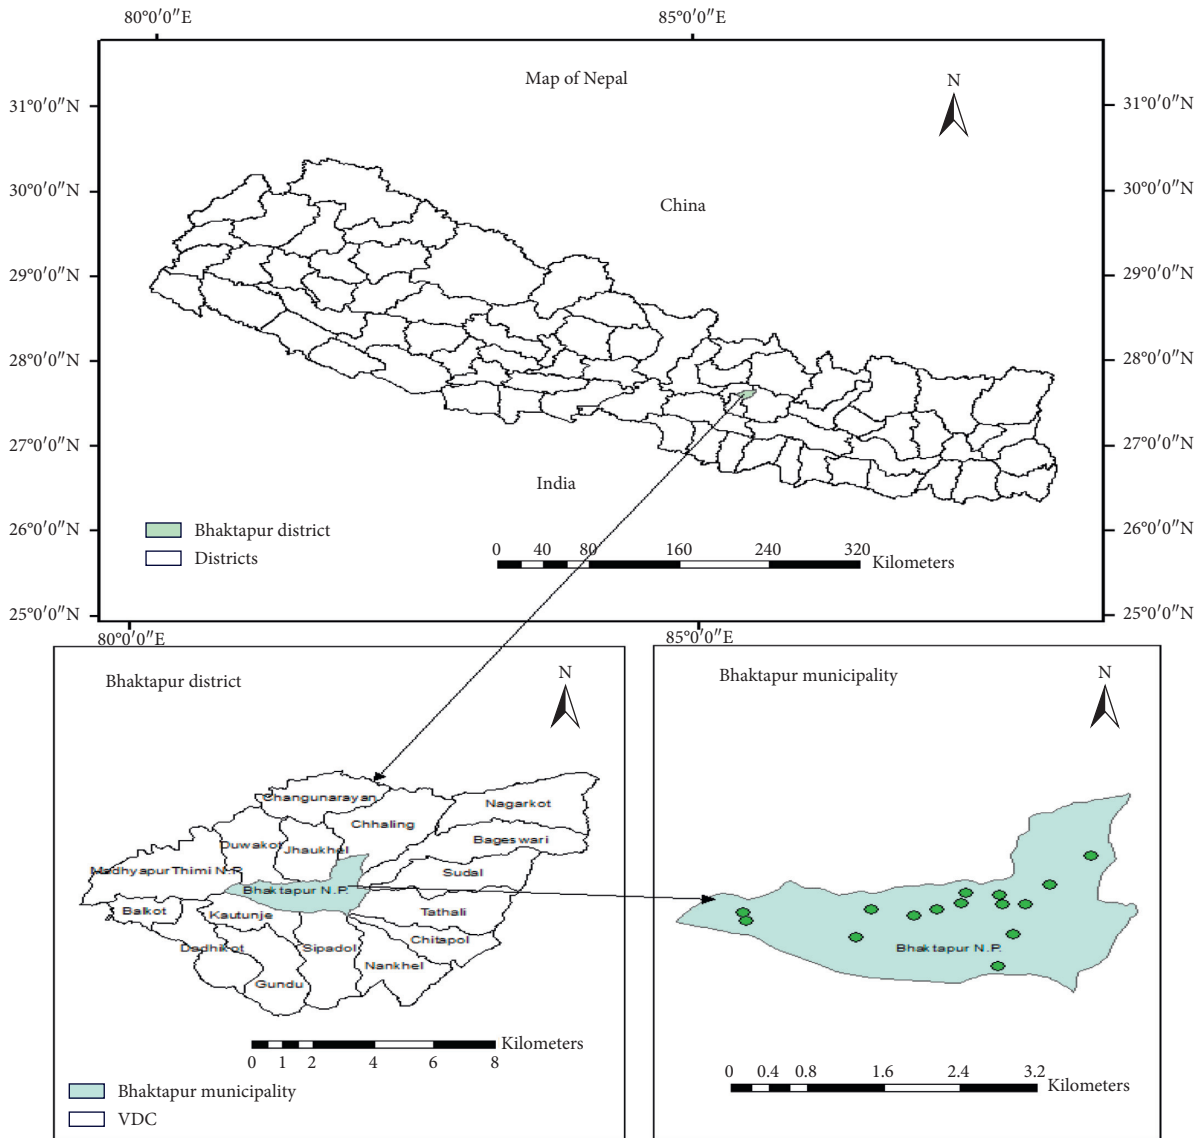 80°0′0″E 85°0′0″E
Map of Nepal
N
31°0′0″N 31°0′0″N
30°0′0″N 30°0′0″N
China
29°0′0″N 29°0′0″N
28°0′0″N 28°0′0″N
27°0′0″N 27°0′0″N
India
26°0′0″N 26°0′0″N
Bhaktapur district
Districts
0 40 80 160 240 320
Kilometers
25°0′0″N 25°0′0″N
80°0′0″E 85°0′0″E
Bhaktapur district
N
Changunarayan
Nagarkot
Chhaling
Bageswari
Duwakot
Jhaukhel
Madhyapur Thimi N.P.
Sudal
Bhaktapur N.P.
Balkot
Kautunje
Tathali
Dadhikot
Sipadol
Chitapol
Nankhel
Gundu
Kilometers
0 1 2 4 6 8
Bhaktapur municipality
VDC
Bhaktapur municipality
N
Bhaktapur N.P.
0 0.4 0.8 1.6 2.4 3.2
Kilometers